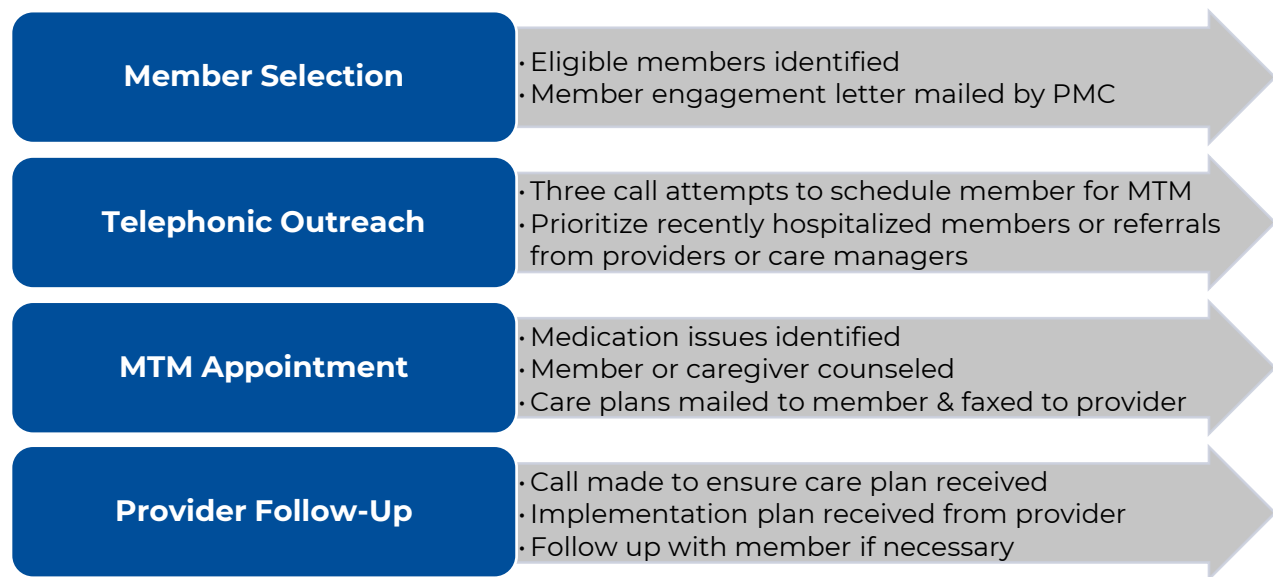 Member Selection
· Eligible members identified
· Member engagement letter mailed by PMC
Telephonic Outreach
· Three call attempts to schedule member for MTM
· Prioritize recently hospitalized members or referrals
from providers or care managers
MTM Appointment
· Medication issues identified
· Member or caregiver counseled
· Care plans mailed to member & faxed to provider
Provider Follow-Up
· Call made to ensure care plan received
· Implementation plan received from provider
· Follow up with member if necessary